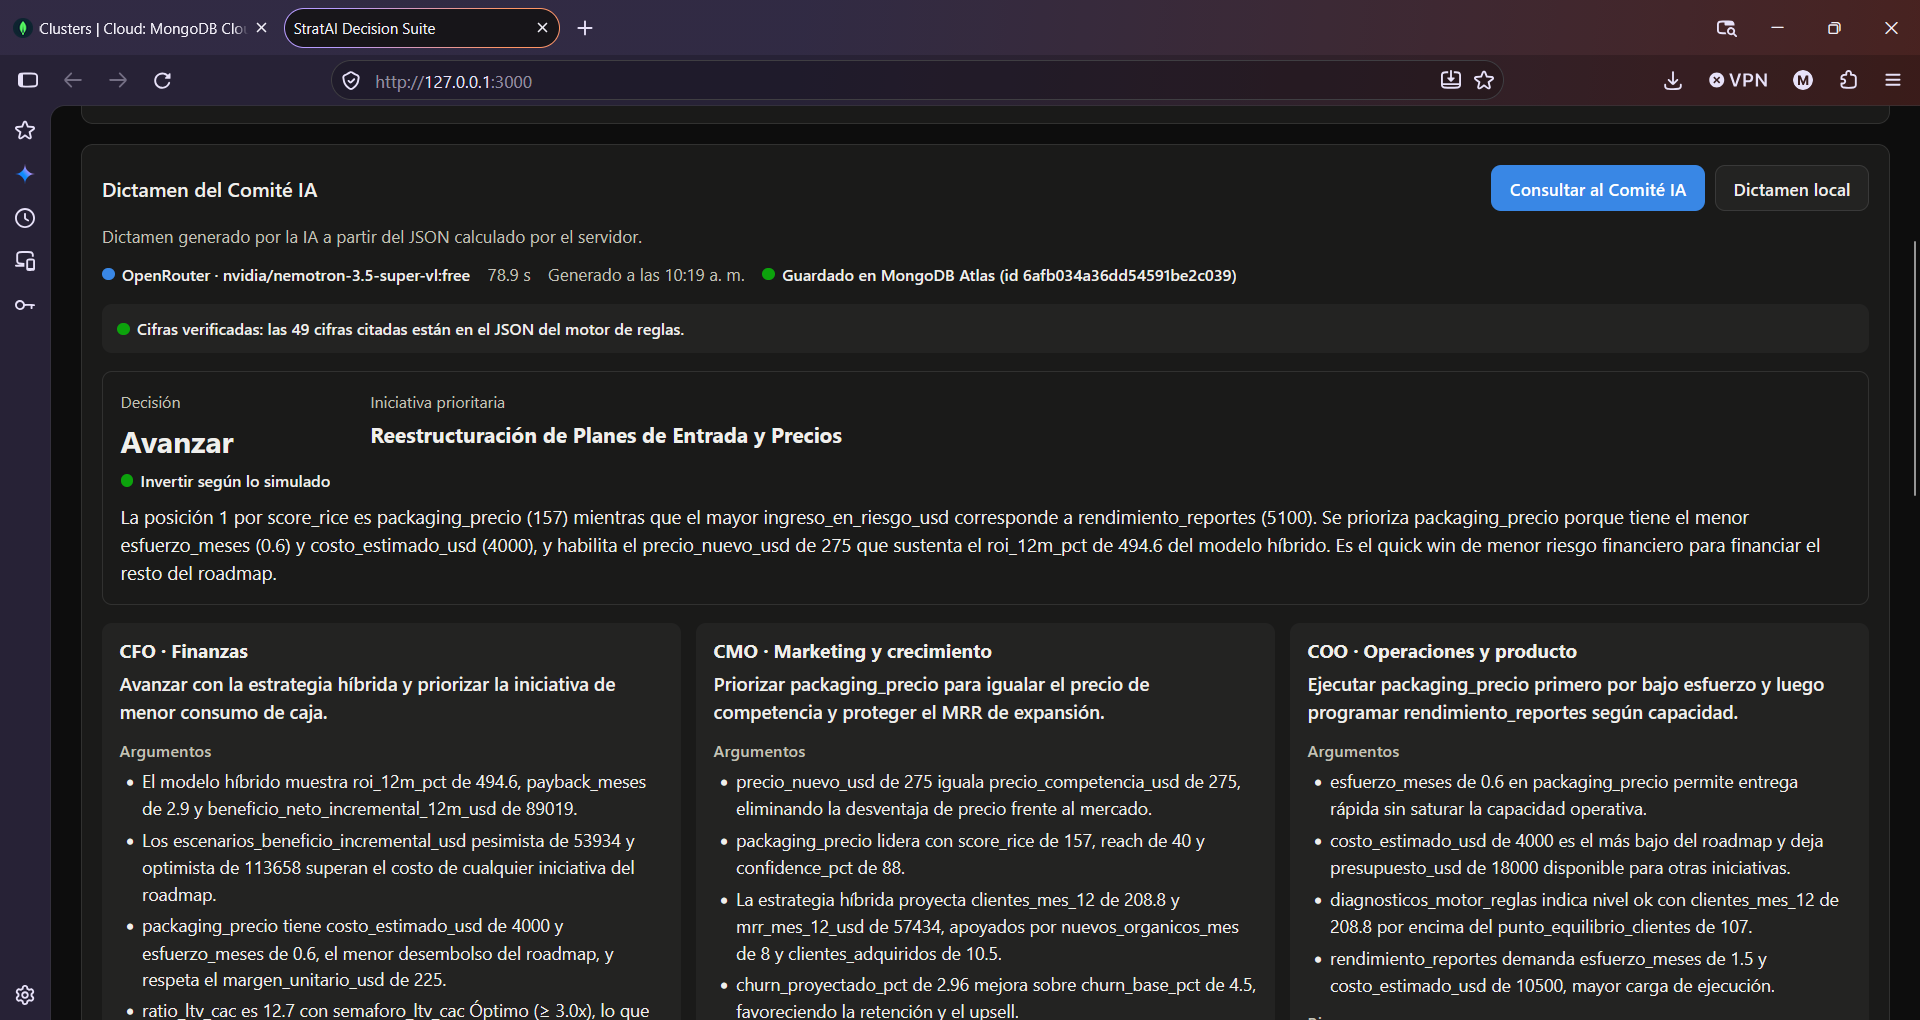 Clusters | Cloud: MongoDB Clou
StratAI Decision Suite
http://127.0.0.1:3000
VPN
M
Dictamen del Comité IA
Consultar al Comité IA
Dictamen local
Dictamen generado por la IA a partir del JSON calculado por el servidor.
OpenRouter · nvidia/nemotron-3.5-super-vl:free 78.9 s Generado a las 10:19 a. m. Guardado en MongoDB Atlas (id 6afb034a36dd54591be2c039)
Cifras verificadas: las 49 cifras citadas están en el JSON del motor de reglas.
Decisión
Avanzar
Invertir según lo simulado
Iniciativa prioritaria
Reestructuración de Planes de Entrada y Precios
La posición 1 por score_rice es packaging_precio (157) mientras que el mayor ingreso_en_riesgo_usd corresponde a rendimiento_reportes (5100). Se prioriza packaging_precio porque tiene el menor
esfuerzo_meses (0.6) y costo_estimado_usd (4000), y habilita el precio_nuevo_usd de 275 que sustenta el roi_12m_pct de 494.6 del modelo híbrido. Es el quick win de menor riesgo financiero para financiar el
resto del roadmap.
CFO · Finanzas
Avanzar con la estrategia híbrida y priorizar la iniciativa de
menor consumo de caja.
Argumentos
• El modelo híbrido muestra roi_12m_pct de 494.6, payback_meses
de 2.9 y beneficio_neto_incremental_12m_usd de 89019.
• Los escenarios_beneficio_incremental_usd pesimista de 53934 y
optimista de 113658 superan el costo de cualquier iniciativa del
roadmap.
• packaging_precio tiene costo_estimado_usd de 4000 y
esfuerzo_meses de 0.6, el menor desembolso del roadmap, y
respeta el margen_unitario_usd de 225.
• ratio_ltv_cac es 12.7 con semaforo_ltv_cac Óptimo (≥ 3.0x), lo que
CMO · Marketing y crecimiento
Priorizar packaging_precio para igualar el precio de
competencia y proteger el MRR de expansión.
Argumentos
• precio_nuevo_usd de 275 iguala precio_competencia_usd de 275,
eliminando la desventaja de precio frente al mercado.
• packaging_precio lidera con score_rice de 157, reach de 40 y
confidence_pct de 88.
• La estrategia híbrida proyecta clientes_mes_12 de 208.8 y
mrr_mes_12_usd de 57434, apoyados por nuevos_organicos_mes
de 8 y clientes_adquiridos de 10.5.
• churn_proyectado_pct de 2.96 mejora sobre churn_base_pct de 4.5,
favoreciendo la retención y el upsell.
COO · Operaciones y producto
Ejecutar packaging_precio primero por bajo esfuerzo y luego
programar rendimiento_reportes según capacidad.
Argumentos
• esfuerzo_meses de 0.6 en packaging_precio permite entrega
rápida sin saturar la capacidad operativa.
• costo_estimado_usd de 4000 es el más bajo del roadmap y deja
presupuesto_usd de 18000 disponible para otras iniciativas.
• diagnosticos_motor_reglas indica nivel ok con clientes_mes_12 de
208.8 por encima del punto_equilibrio_clientes de 107.
• rendimiento_reportes demanda esfuerzo_meses de 1.5 y
costo_estimado_usd de 10500, mayor carga de ejecución.